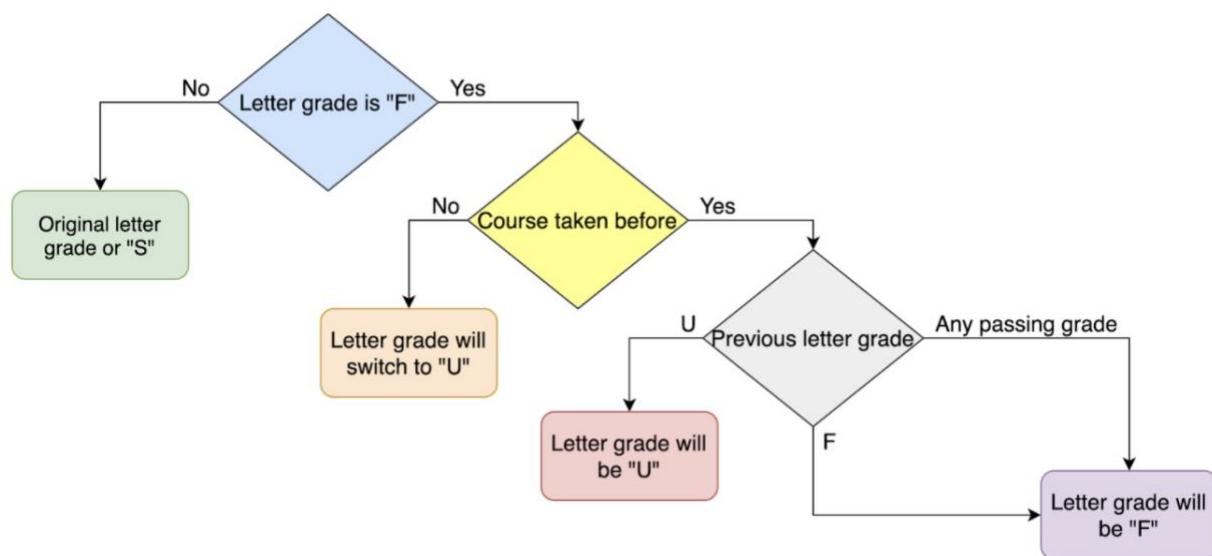 Letter grade is "F"
No
Yes
Original letter
grade or "S"
Course taken before
No
Yes
Letter grade will
switch to "U"
Previous letter grade
U
Any passing grade
F
Letter grade will
be "U"
Letter grade will
be "F"